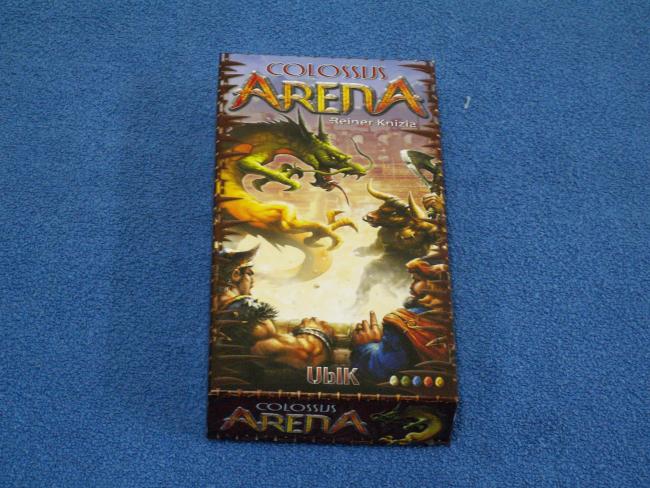 COLOSSUS
ARENA
Reiner Knizia
UbIK
COLOSSUS
ARENA